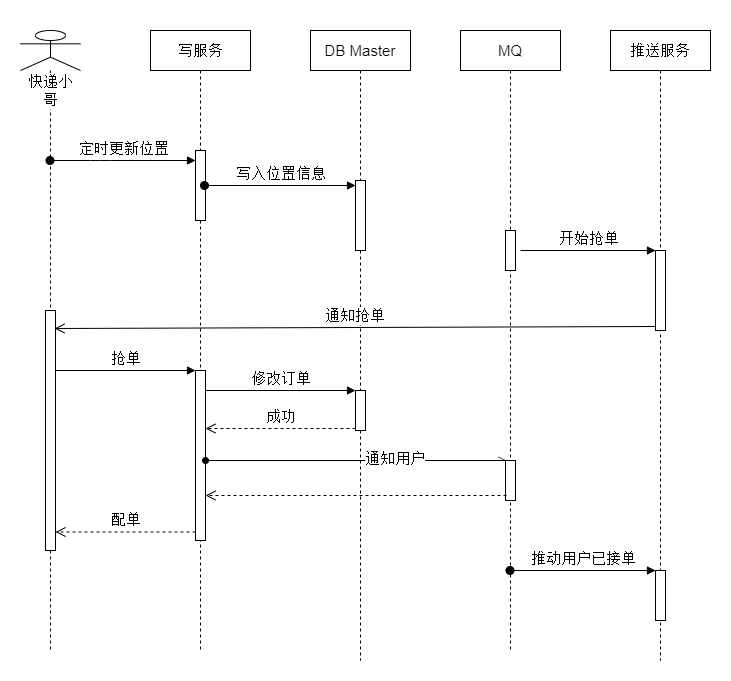 快递小
哥
写服务
DB Master
MQ
推送服务
定时更新位置
写入位置信息
开始抢单
通知抢单
抢单
修改订单
成功
通知用户
配单
推动用户已接单